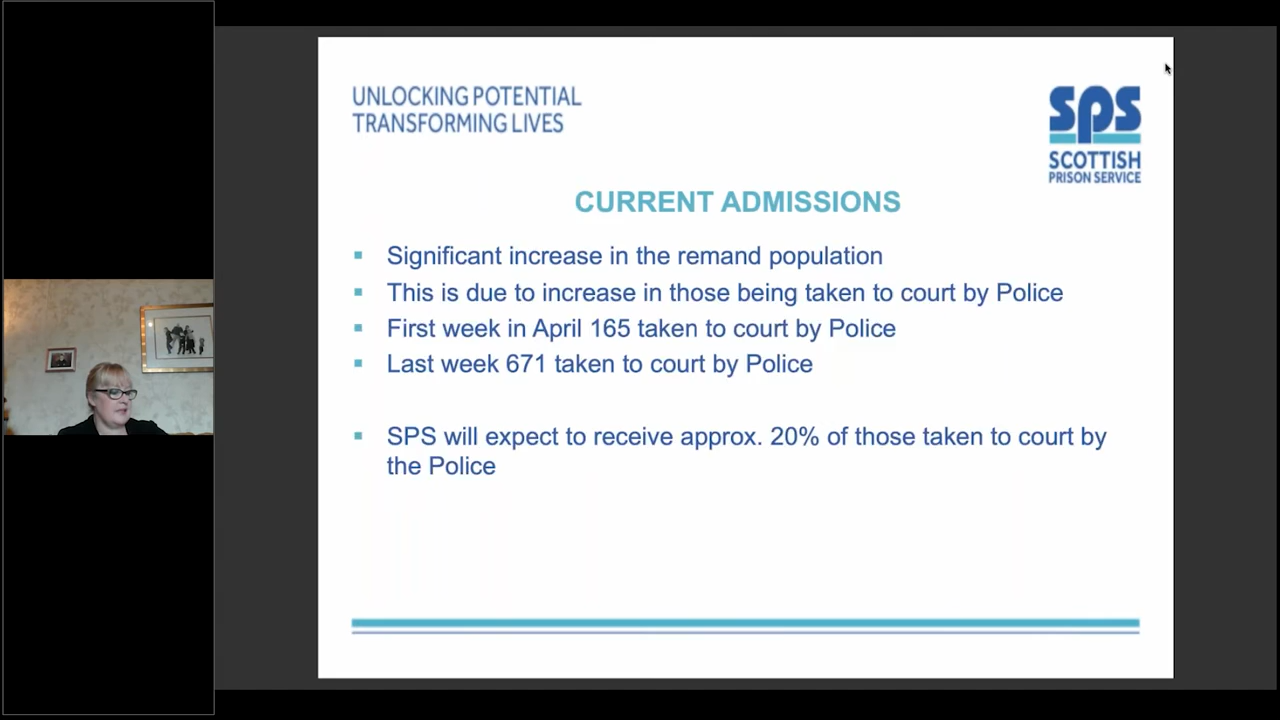 UNLOCKING POTENTIAL
TRANSFORMING LIVES
sps
SCOTTISH
PRISON SERVICE
CURRENT ADMISSIONS
▪ Significant increase in the remand population
▪ This is due to increase in those being taken to court by Police
▪ First week in April 165 taken to court by Police
▪ Last week 671 taken to court by Police
▪ SPS will expect to receive approx. 20% of those taken to court by
the Police